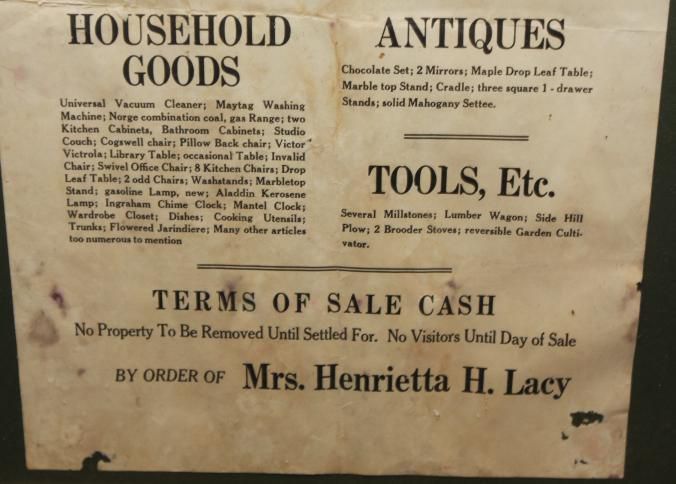 HOUSEHOLD
GOODS
Universal Vacuum Cleaner; Maytag Washing
Machine; Norge combination coal, gas Range; two
Kitchen Cabinets, Bathroom Cabinets; Studio
Couch; Cogswell chair; Pillow Back chair; Victor
Victrola; Library Table; occasional Table; Invalid
Chair; Swivel Office Chair; 8 Kitchen Chairs; Drop
Leaf Table; 2 odd Chairs; Washstands; Marbletop
Stand; gasoline Lamp, new; Aladdin Kerosene
Lamp; Ingraham Chime Clock; Mantel Clock;
Wardrobe Closet; Dishes; Cooking Utensils;
Trunks; Flowered Jarindiere; Many other articles
too numerous to mention
ANTIQUES
Chocolate Set; 2 Mirrors; Maple Drop Leaf Table;
Marble top Stand; Cradle; three square 1 - drawer
Stands; solid Mahogany Settee.
TOOLS, Etc.
Several Millstones; Lumber Wagon; Side Hill
Plow; 2 Brooder Stoves; reversible Garden Culti-
vator.
TERMS OF SALE CASH
No Property To Be Removed Until Settled For. No Visitors Until Day of Sale
BY ORDER OF Mrs. Henrietta H. Lacy